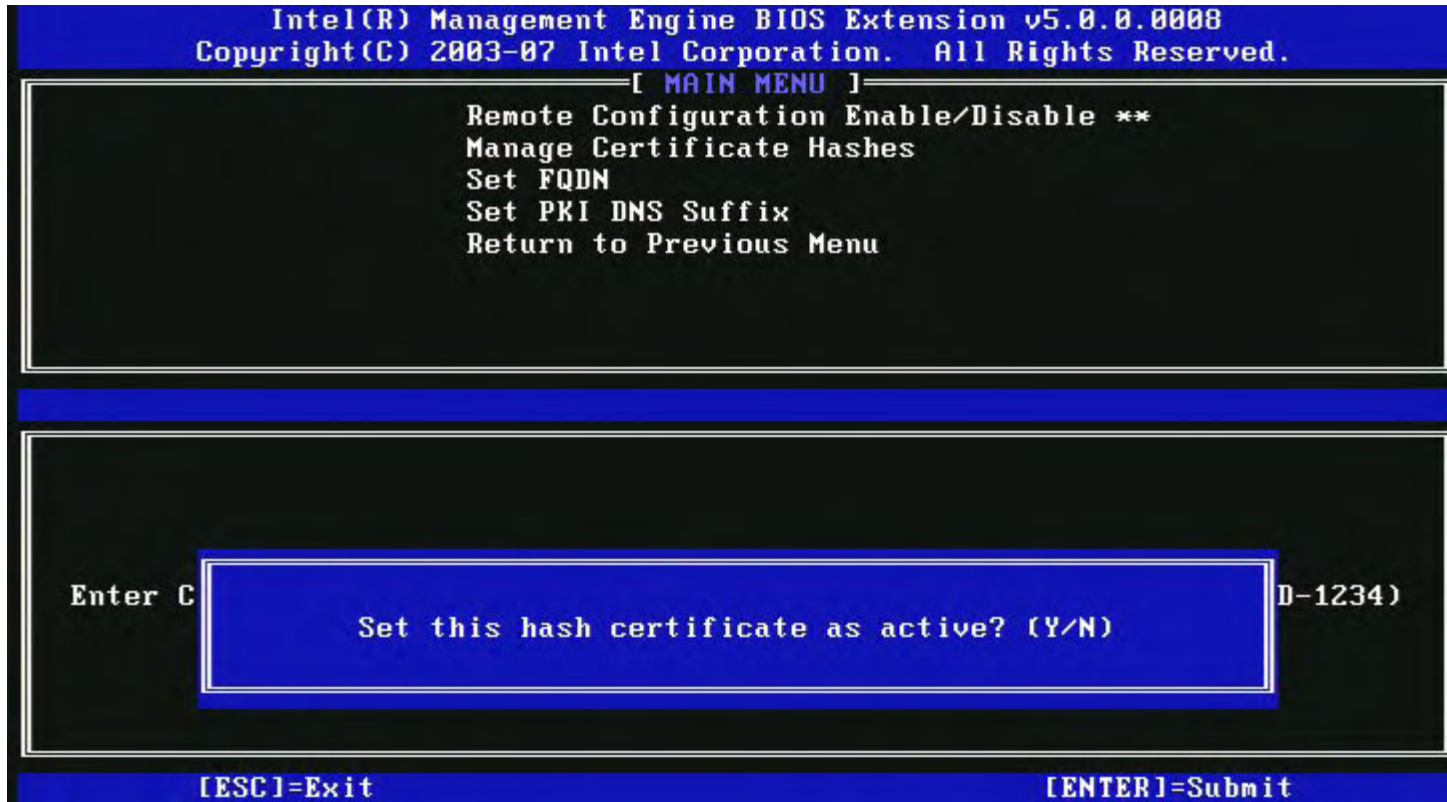 Intel(R) Management Engine BIOS Extension v5.0.0.0008
Copyright(C) 2003-07 Intel Corporation.  All Rights Reserved.
[ MAIN MENU ]
Remote Configuration Enable/Disable **
Manage Certificate Hashes
Set FQDN
Set PKI DNS Suffix
Return to Previous Menu
Enter C D-1234)
Set this hash certificate as active? (Y/N)
[ESC]=Exit [ENTER]=Submit